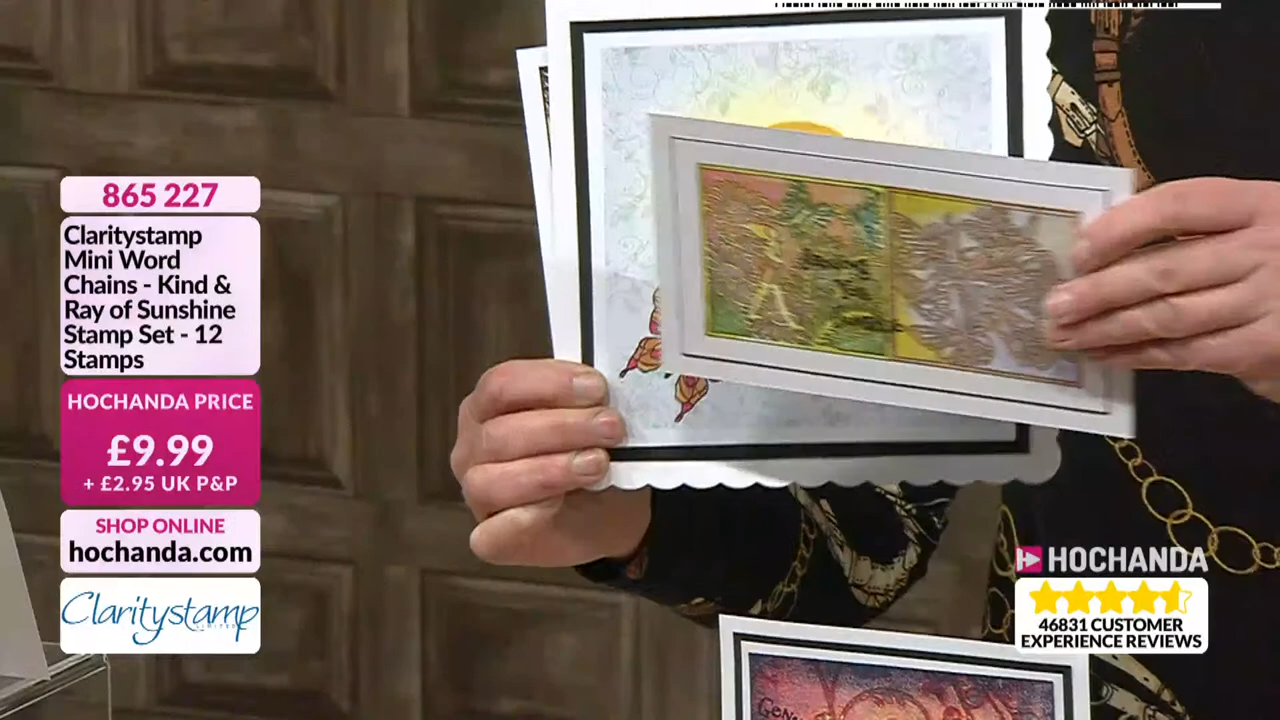 865 227
Claritystamp
Mini Word
Chains - Kind &
Ray of Sunshine
Stamp Set - 12
Stamps
HOCHANDA PRICE
£9.99
+ £2.95 UK P&P
SHOP ONLINE
hochanda.com
Claritystamp
LIMITED
HOCHANDA
46831 CUSTOMER
EXPERIENCE REVIEWS